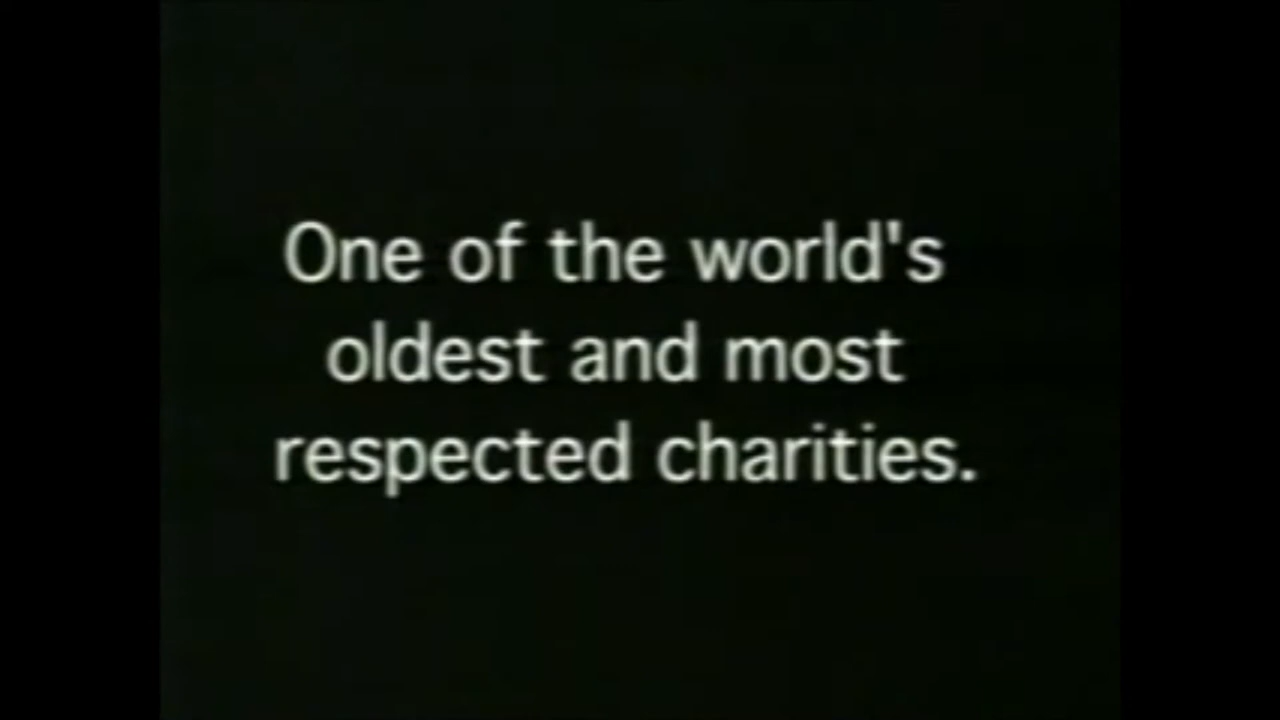 One of the world's
oldest and most
respected charities.